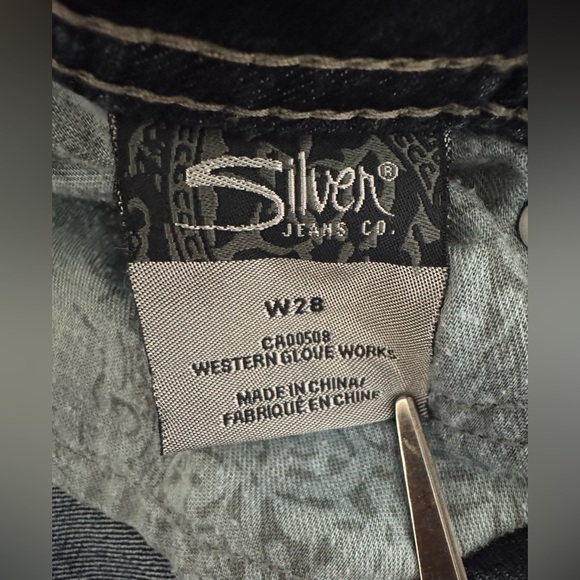 Silver®
JEANS CO.
W28
CA00508
WESTERN GLOVE WORKS
MADE IN CHINA/
FABRIQUÉ EN CHINE